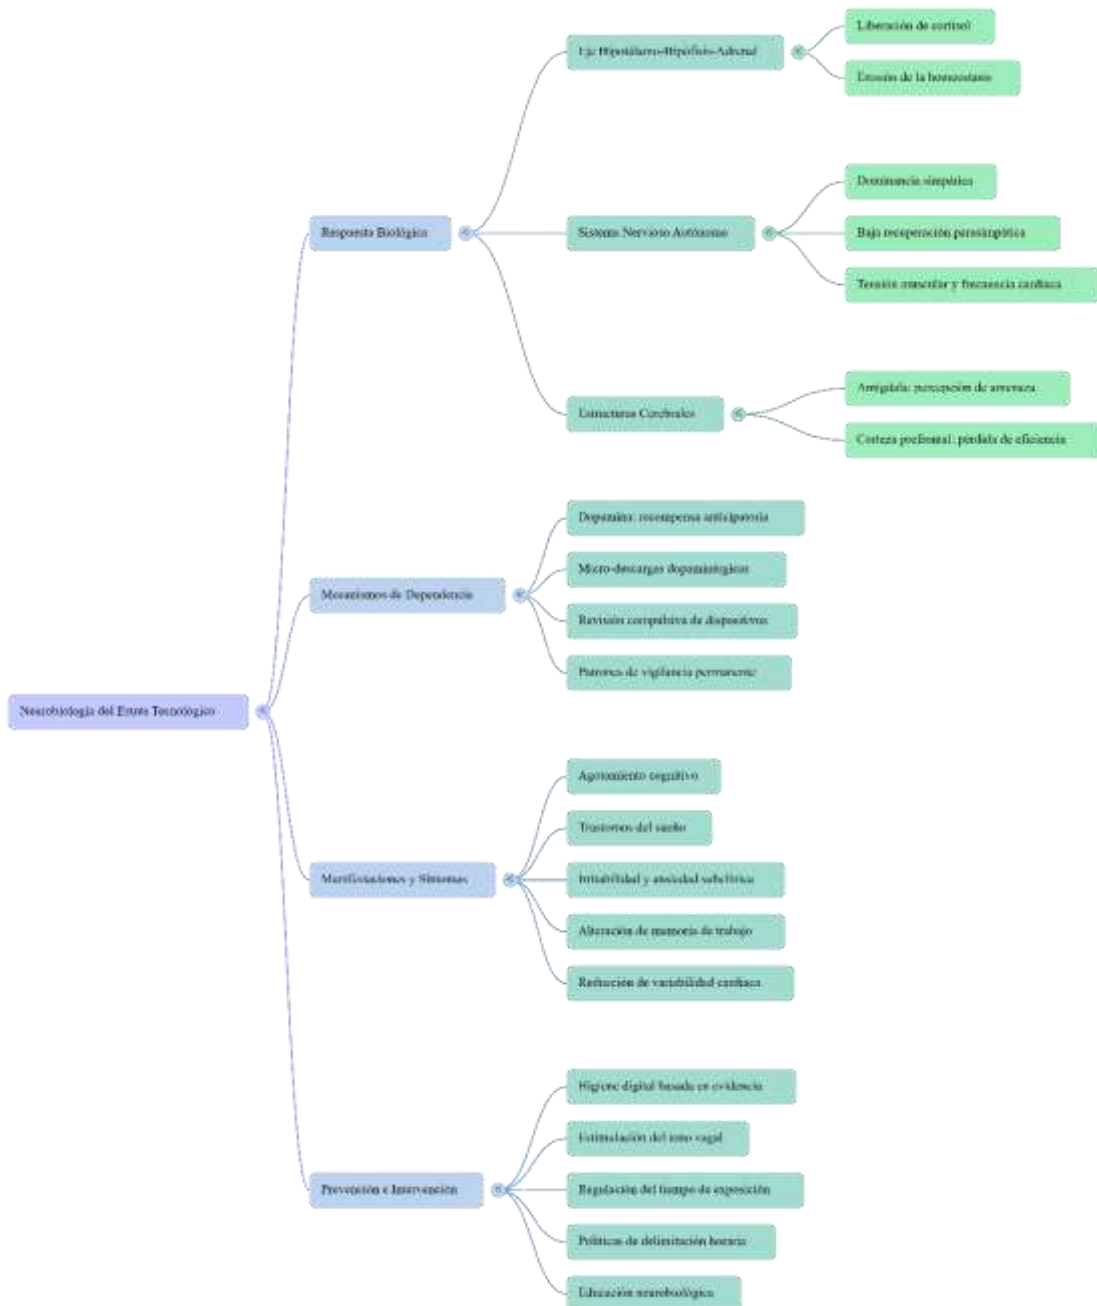 Neurobiología del Estrés Tecnológico
Respuesta Biológica
Eje Hipotálamo-Hipófisis-Adrenal
Liberación de cortisol
Erosión de la homeostasis
Sistema Nervioso Autónomo
Dominancia simpática
Baja recuperación parasimpática
Tensión muscular y frecuencia cardíaca
Estructuras Cerebrales
Amígdala: percepción de amenaza
Corteza prefrontal: pérdida de eficiencia
Mecanismos de Dependencia
Dopamina: recompensa anticipatoria
Micro-descargas dopaminérgicas
Revisión compulsiva de dispositivos
Patrones de vigilancia permanente
Manifestaciones y Síntomas
Agotamiento cognitivo
Trastornos del sueño
Irritabilidad y ansiedad subclínica
Alteración de memoria de trabajo
Reducción de variabilidad cardíaca
Prevención e Intervención
Higiene digital basada en evidencia
Estimulación del tono vagal
Regulación del tiempo de exposición
Políticas de delimitación horaria
Educación neurobiológica